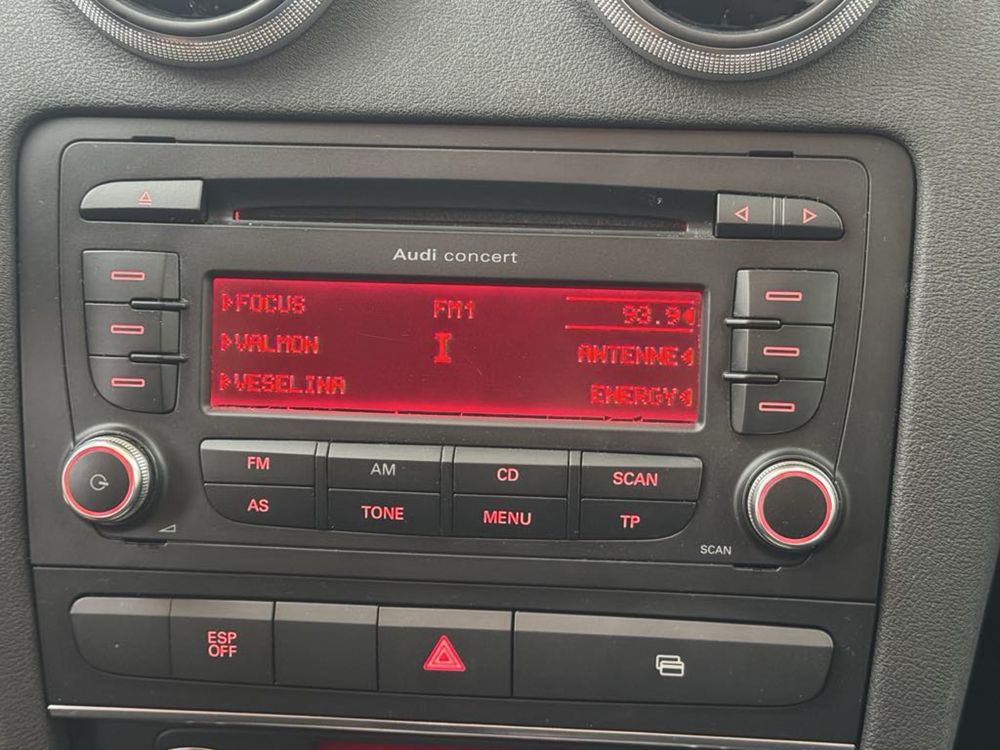 Audi concert
FOCUS FM1 93.9
VALMON I ANTENNE
VESELINA ENERGY
FM AM CD SCAN
AS TONE MENU TP
SCAN
ESP
OFF